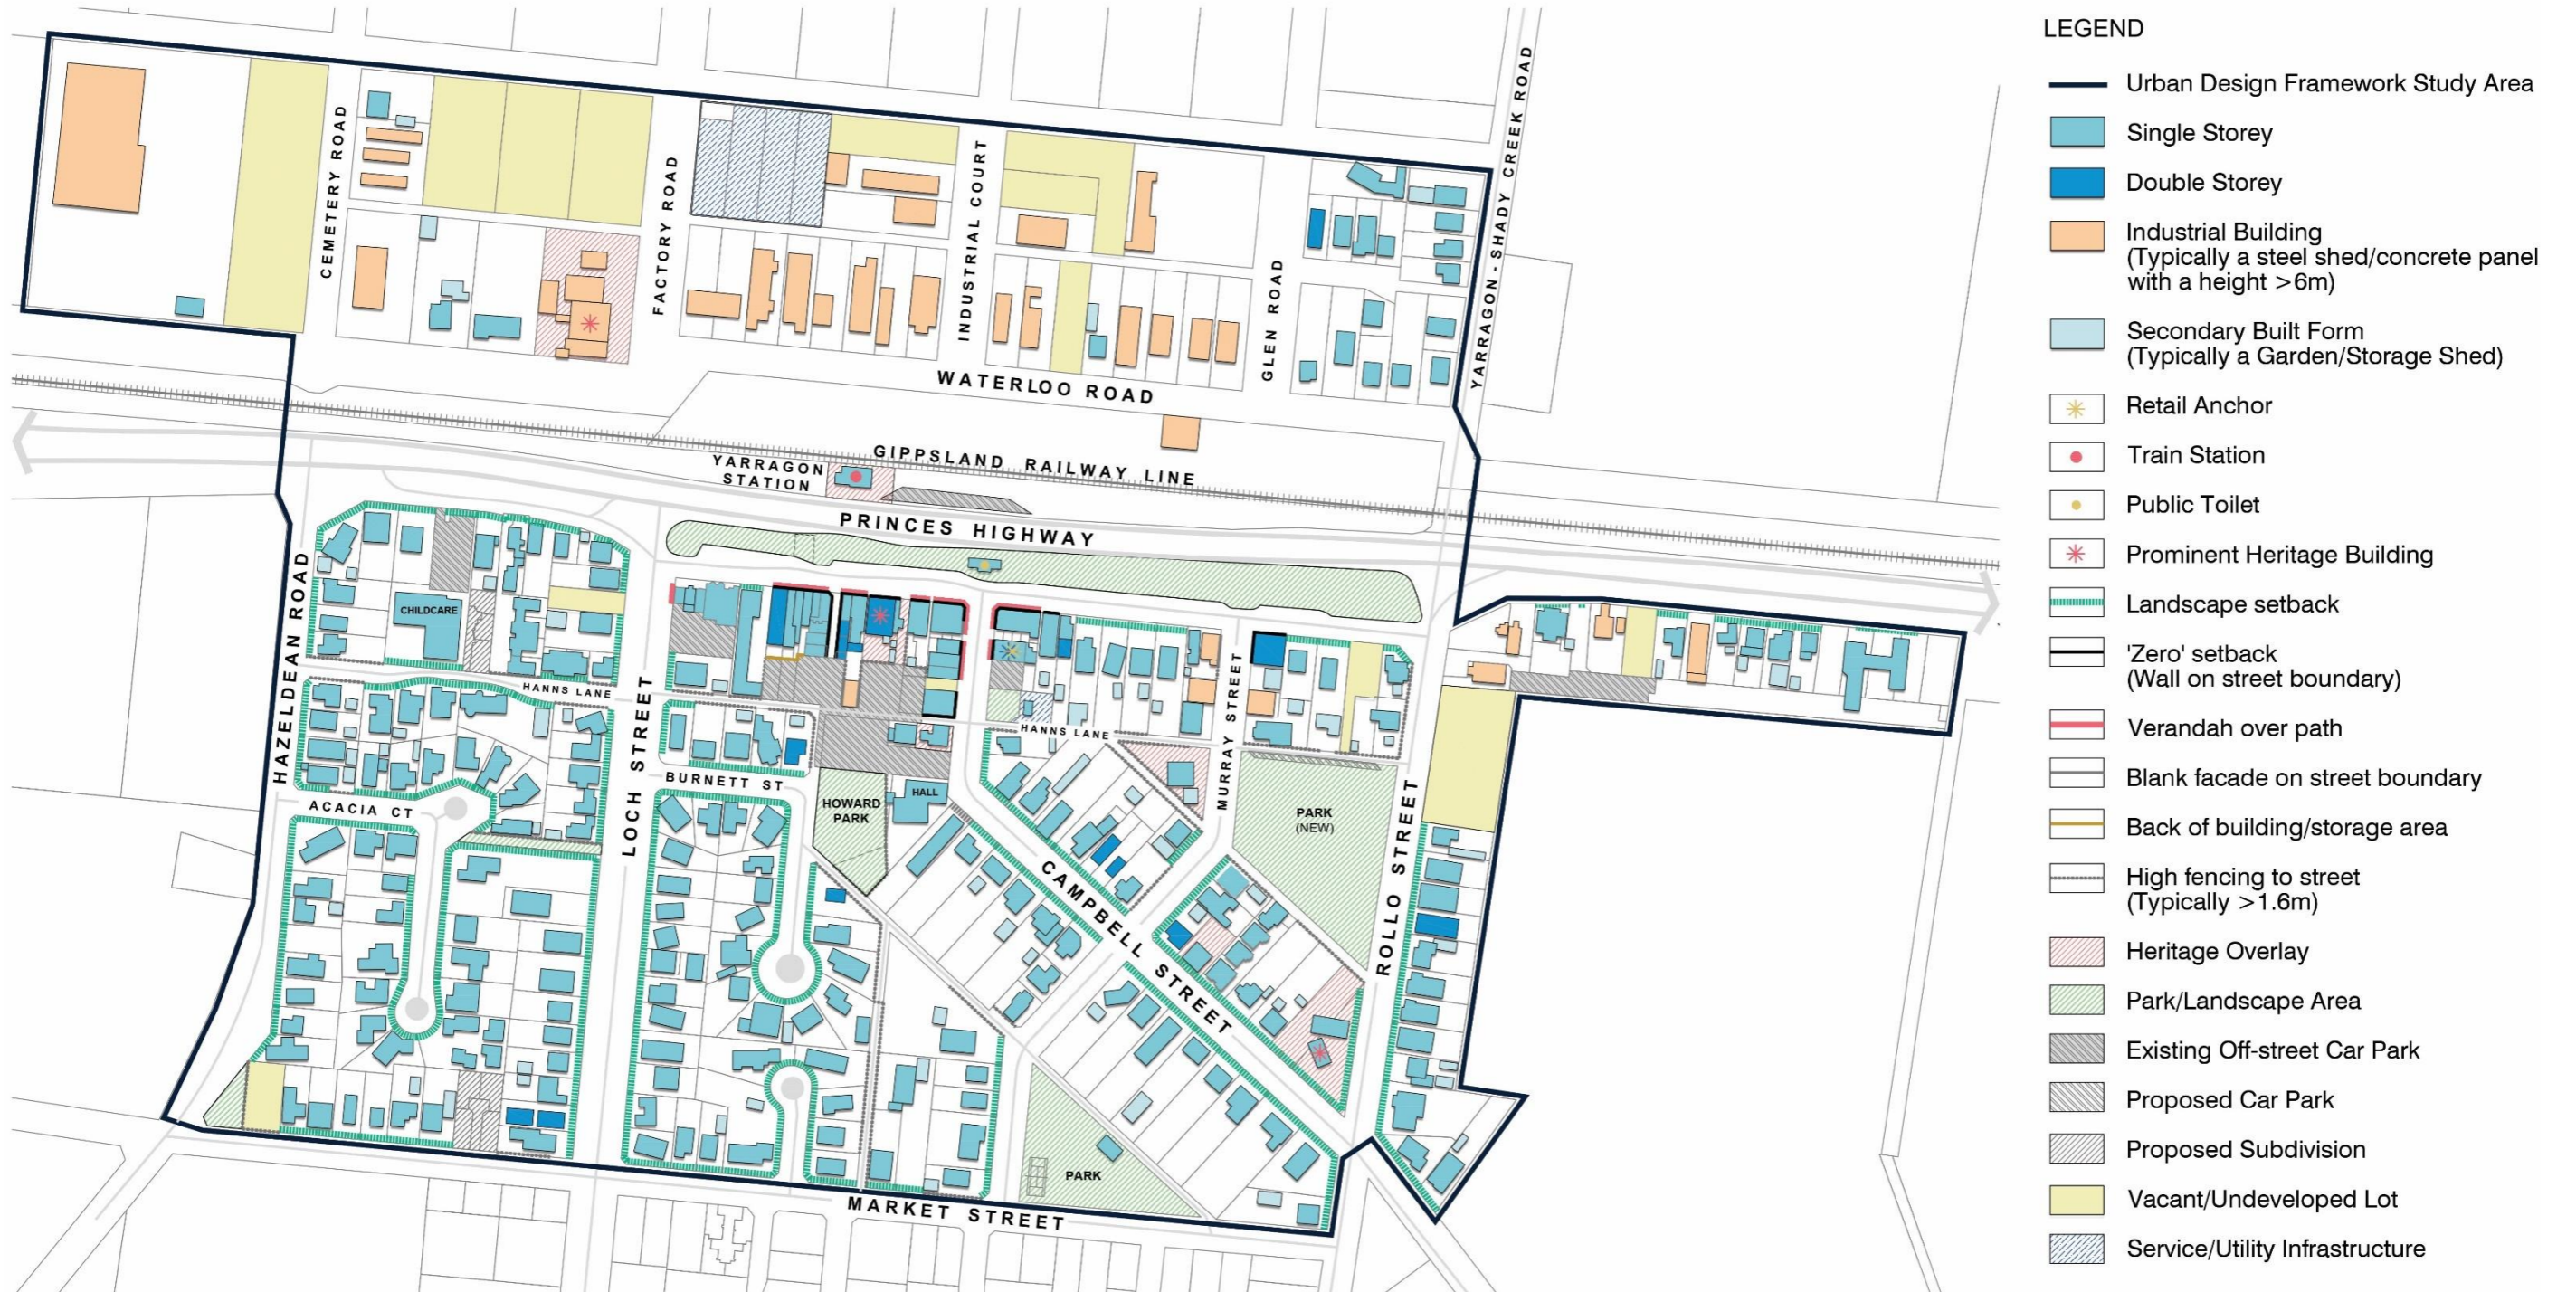 CEMETERY ROAD
FACTORY ROAD
INDUSTRIAL COURT
GLEN ROAD
YARRAGON-SHADY CREEK ROAD
WATERLOO ROAD
GIPPSLAND RAILWAY LINE
YARRAGON
STATION
PRINCES HIGHWAY
HAZELDEAN ROAD
CHILDCARE
HANNS LANE
LOCH STREET
HANNS LANE
MURRAY STREET
BURNETT ST
ACACIA CT
HOWARD
PARK
HALL
PARK
(NEW)
ROLLO STREET
CAMPBELL STREET
PARK
MARKET STREET
LEGEND
Urban Design Framework Study Area
Single Storey
Double Storey
Industrial Building
(Typically a steel shed/concrete panel
with a height >6m)
Secondary Built Form
(Typically a Garden/Storage Shed)
Retail Anchor
Train Station
Public Toilet
Prominent Heritage Building
Landscape setback
'Zero' setback
(Wall on street boundary)
Verandah over path
Blank facade on street boundary
Back of building/storage area
High fencing to street
(Typically >1.6m)
Heritage Overlay
Park/Landscape Area
Existing Off-street Car Park
Proposed Car Park
Proposed Subdivision
Vacant/Undeveloped Lot
Service/Utility Infrastructure